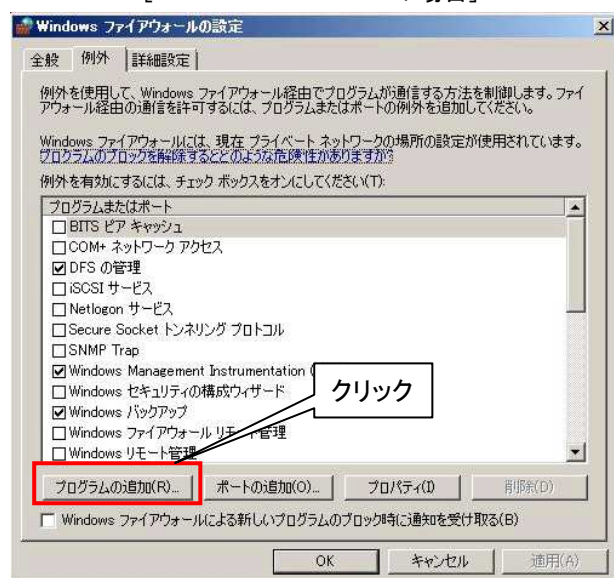 Windows ファイアウォールの設定
全般 例外 詳細設定
例外を使用して、Windows ファイアウォール経由でプログラムが通信する方法を制御します。ファイ
アウォール経由の通信を許可するには、プログラムまたはポートの例外を追加してください。
Windows ファイアウォールには、現在 プライベート ネットワークの場所の設定が使用されています。
プログラムのブロックを解除するとどのような危険性がありますか?
例外を有効にするには、チェック ボックスをオンにしてください(T):
プログラムまたはポート
BITS ピア キャッシュ
COM+ ネットワーク アクセス
DFS の管理
iSCSI サービス
Netlogon サービス
Secure Socket トンネリング プロトコル
SNMP Trap
Windows Management Instrumentation
クリック
Windows セキュリティの構成ウィザード
Windows バックアップ
Windows ファイアウォール 管理
Windows リモート管理
プログラムの追加(R)... ポートの追加(O)... プロパティ(I) 削除(D)
Windows ファイアウォールによる新しいプログラムのブロック時に通知を受け取る(B)
OK キャンセル 適用(A)